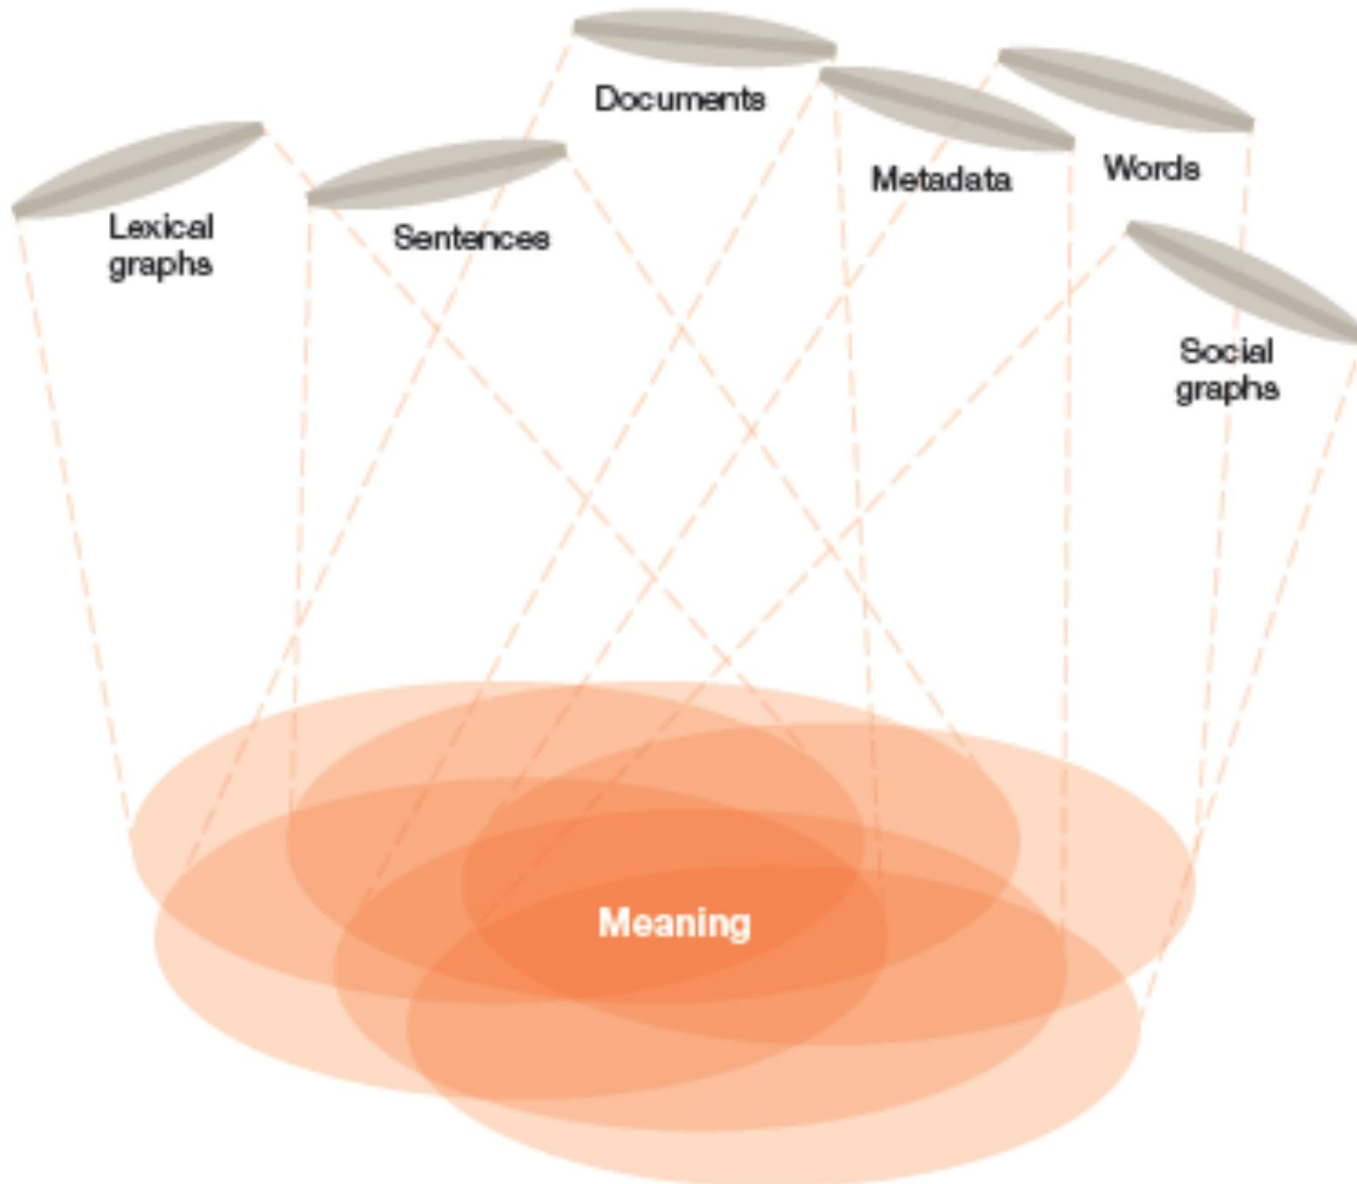 Documents
Metadata
Words
Lexical
graphs
Sentences
Social
graphs
Meaning